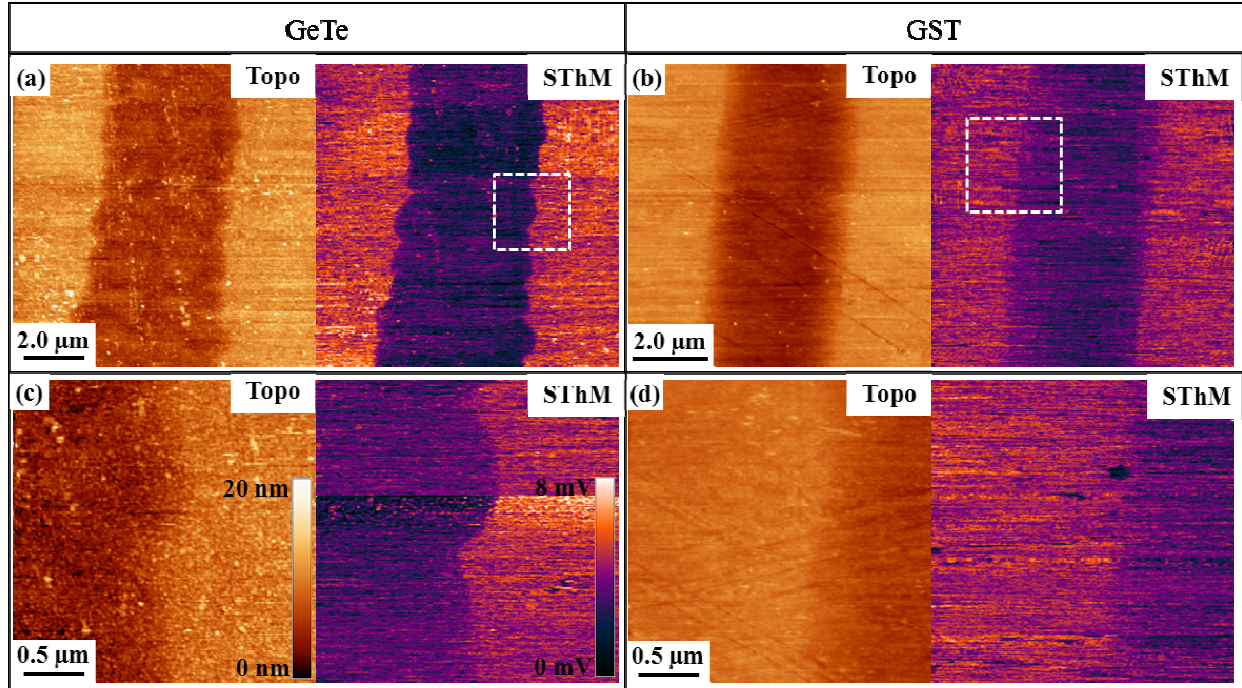 GeTe
GST
(a)
Topo
SThM
2.0 μm
(b)
Topo
SThM
2.0 μm
(c)
Topo
20 nm
0 nm
0.5 μm
SThM
8 mV
0 mV
(d)
Topo
SThM
0.5 μm